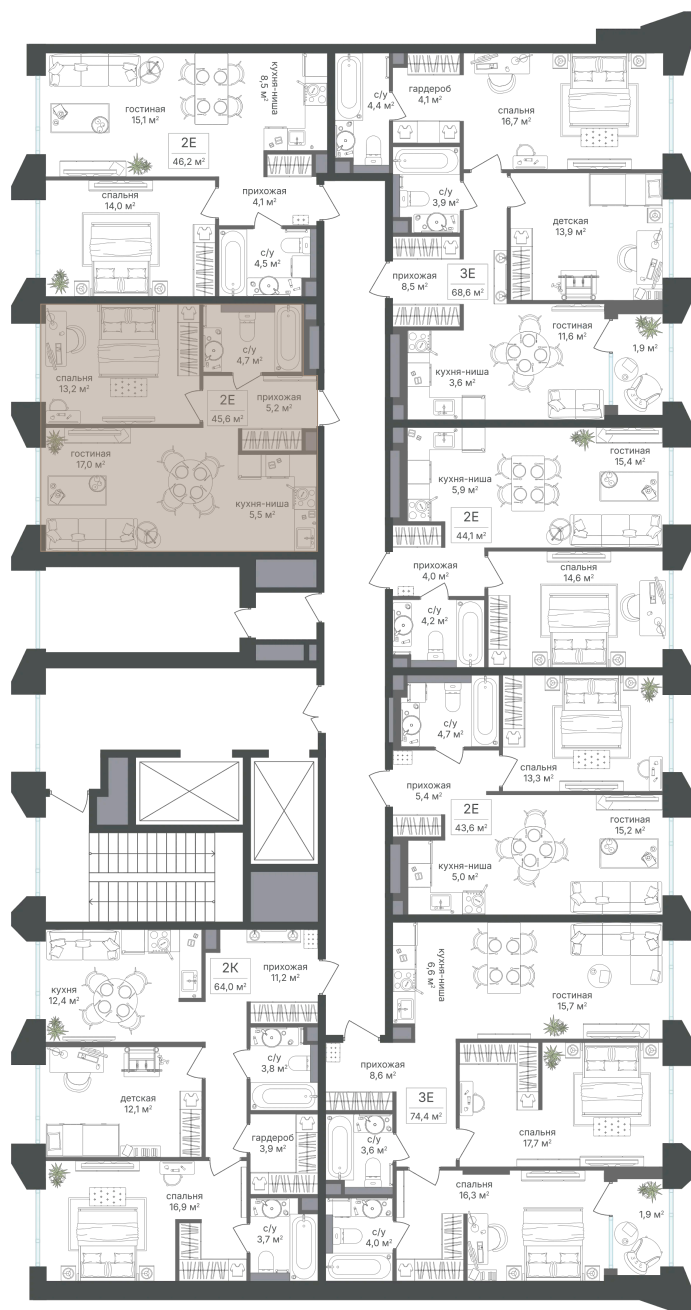 гостиная
15,1 м²
2Е
46,2 м²
кухня-ниша
8,5 м²
с/у
4,4 м²
гардероб
4,1 м²
спальня
16,7 м²
спальня
14,0 м²
прихожая
4,1 м²
с/у
4,5 м²
с/у
3,9 м²
детская
13,9 м²
прихожая
8,5 м²
3Е
68,6 м²
гостиная
11,6 м²
1,9 м²
кухня-ниша
3,6 м²
с/у
4,7 м²
спальня
13,2 м²
2Е
45,6 м²
прихожая
5,2 м²
гостиная
17,0 м²
кухня-ниша
5,5 м²
кухня-ниша
5,9 м²
гостиная
15,4 м²
2Е
44,1 м²
прихожая
4,0 м²
спальня
14,6 м²
с/у
4,2 м²
с/у
4,7 м²
спальня
13,3 м²
прихожая
5,4 м²
2Е
43,6 м²
гостиная
15,2 м²
кухня-ниша
5,0 м²
кухня
12,4 м²
2К
64,0 м²
прихожая
11,2 м²
кухня-ниша
6,6 м²
гостиная
15,7 м²
с/у
3,8 м²
детская
12,1 м²
прихожая
8,6 м²
3Е
74,4 м²
гардероб
3,9 м²
с/у
3,6 м²
спальня
17,7 м²
спальня
16,9 м²
с/у
3,7 м²
с/у
4,0 м²
спальня
16,3 м²
1,9 м²